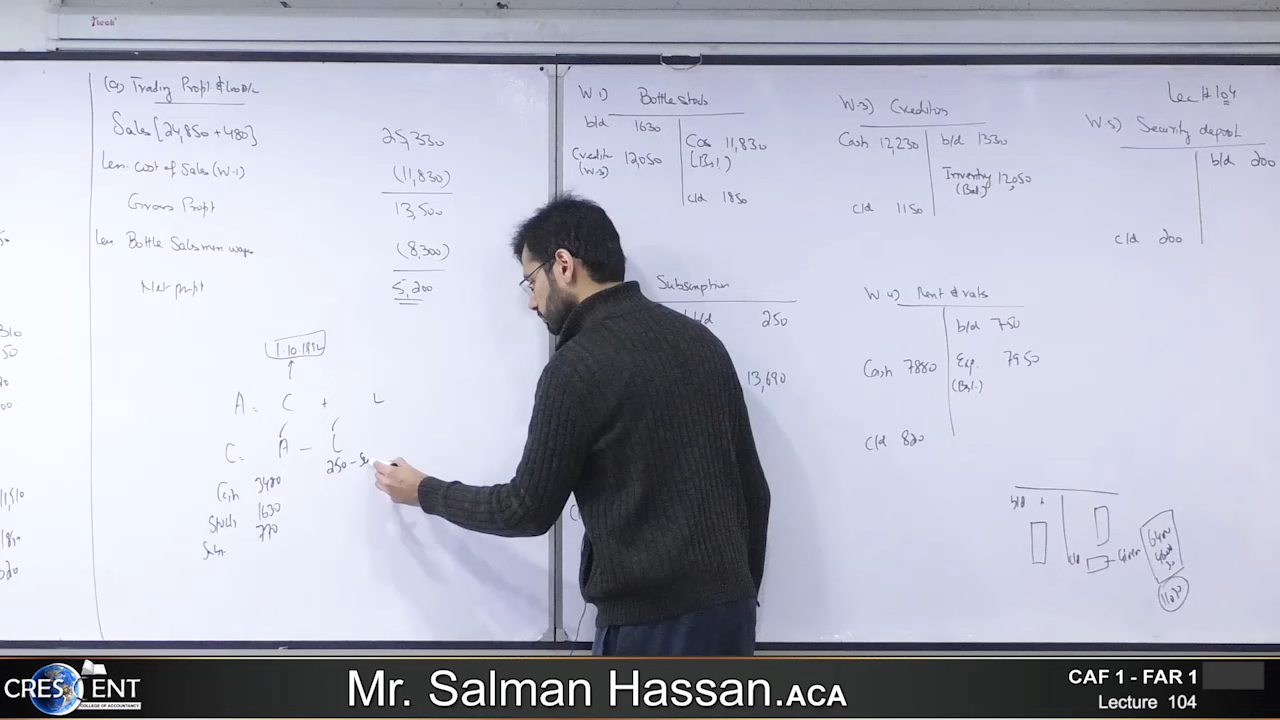 (a) Trading Profit & Loss A/c
Sales [24,850 + 480] 25,330
Less: Cost of Sales (W-1) (11,830)
Gross Profit 13,500
Less: Bottle Salesmen wages (8,300)
Net profit 5,200
A = C + L
C = A - L
250 -
Cash 3480
Stock 1630
Subs 770
W-1) Bottle stock
b/d 1630
Cos 11,830
(Bal.)
Creditor 12,050
(W-3)
c/d 1850
Subscription
b/d 250
13,690
W-3) Creditors
Cash 12,230 b/d 1330
Inventory 12,050
(Bal)
c/d 1150
W-4) Rent & rates
b/d 750
Cash 7880 Exp. 7950
(Bal.)
c/d 820
Lec # 104
W-5) Security deposit
b/d 200
c/d 200
b/d
c/d
CRESCENT
COLLEGE OF ACCOUNTANCY
Mr. Salman Hassan.ACA
CAF 1 - FAR 1
Lecture 104